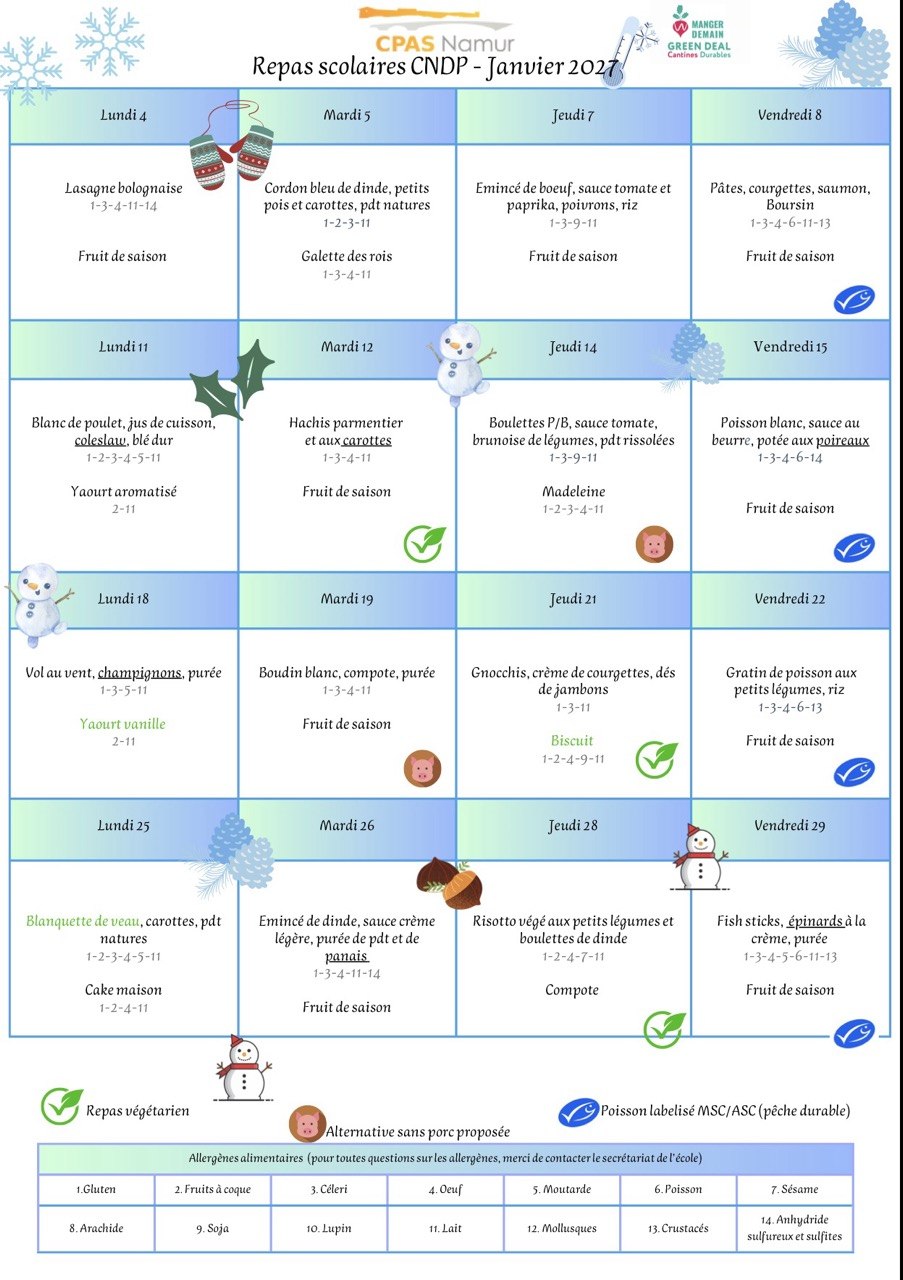 CPAS Namur
MANGER
DEMAIN
GREEN DEAL
Cantines Durables
Repas scolaires CNDP - Janvier 2027
Lundi 4
Mardi 5
Jeudi 7
Vendredi 8
Lasagne bolognaise
1-3-4-11-14
Fruit de saison
Cordon bleu de dinde, petits
pois et carottes, pdt natures
1-2-3-11
Galette des rois
1-3-4-11
Emincé de boeuf, sauce tomate et
paprika, poivrons, riz
1-3-9-11
Fruit de saison
Pâtes, courgettes, saumon,
Boursin
1-3-4-6-11-13
Fruit de saison
Lundi 11
Mardi 12
Jeudi 14
Vendredi 15
Blanc de poulet, jus de cuisson,
coleslaw, blé dur
1-2-3-4-5-11
Yaourt aromatisé
2-11
Hachis parmentier
et aux carottes
1-3-4-11
Fruit de saison
Boulettes P/B, sauce tomate,
brunoise de légumes, pdt rissolées
1-3-9-11
Madeleine
1-2-3-4-11
Poisson blanc, sauce au
beurre, potée aux poireaux
1-3-4-6-14
Fruit de saison
Lundi 18
Mardi 19
Jeudi 21
Vendredi 22
Vol au vent, champignons, purée
1-3-5-11
Yaourt vanille
2-11
Boudin blanc, compote, purée
1-3-4-11
Fruit de saison
Gnocchis, crème de courgettes, dés
de jambons
1-3-11
Biscuit
1-2-4-9-11
Gratin de poisson aux
petits légumes, riz
1-3-4-6-13
Fruit de saison
Lundi 25
Mardi 26
Jeudi 28
Vendredi 29
Blanquette de veau, carottes, pdt
natures
1-2-3-4-5-11
Cake maison
1-2-4-11
Emincé de dinde, sauce crème
légère, purée de pdt et de
panais
1-3-4-11-14
Fruit de saison
Risotto végé aux petits légumes et
boulettes de dinde
1-2-4-7-11
Compote
Fish sticks, épinards à la
crème, purée
1-3-4-5-6-11-13
Fruit de saison
Repas végétarien
Alternative sans porc proposée
Poisson labelisé MSC/ASC (pêche durable)
Allergènes alimentaires (pour toutes questions sur les allergènes, merci de contacter le secrétariat de l'école)
1.Gluten
2. Fruits à coque
3. Céleri
4. Oeuf
5. Moutarde
6. Poisson
7. Sésame
8. Arachide
9. Soja
10. Lupin
11. Lait
12. Mollusques
13. Crustacés
14. Anhydride
sulfureux et sulfites